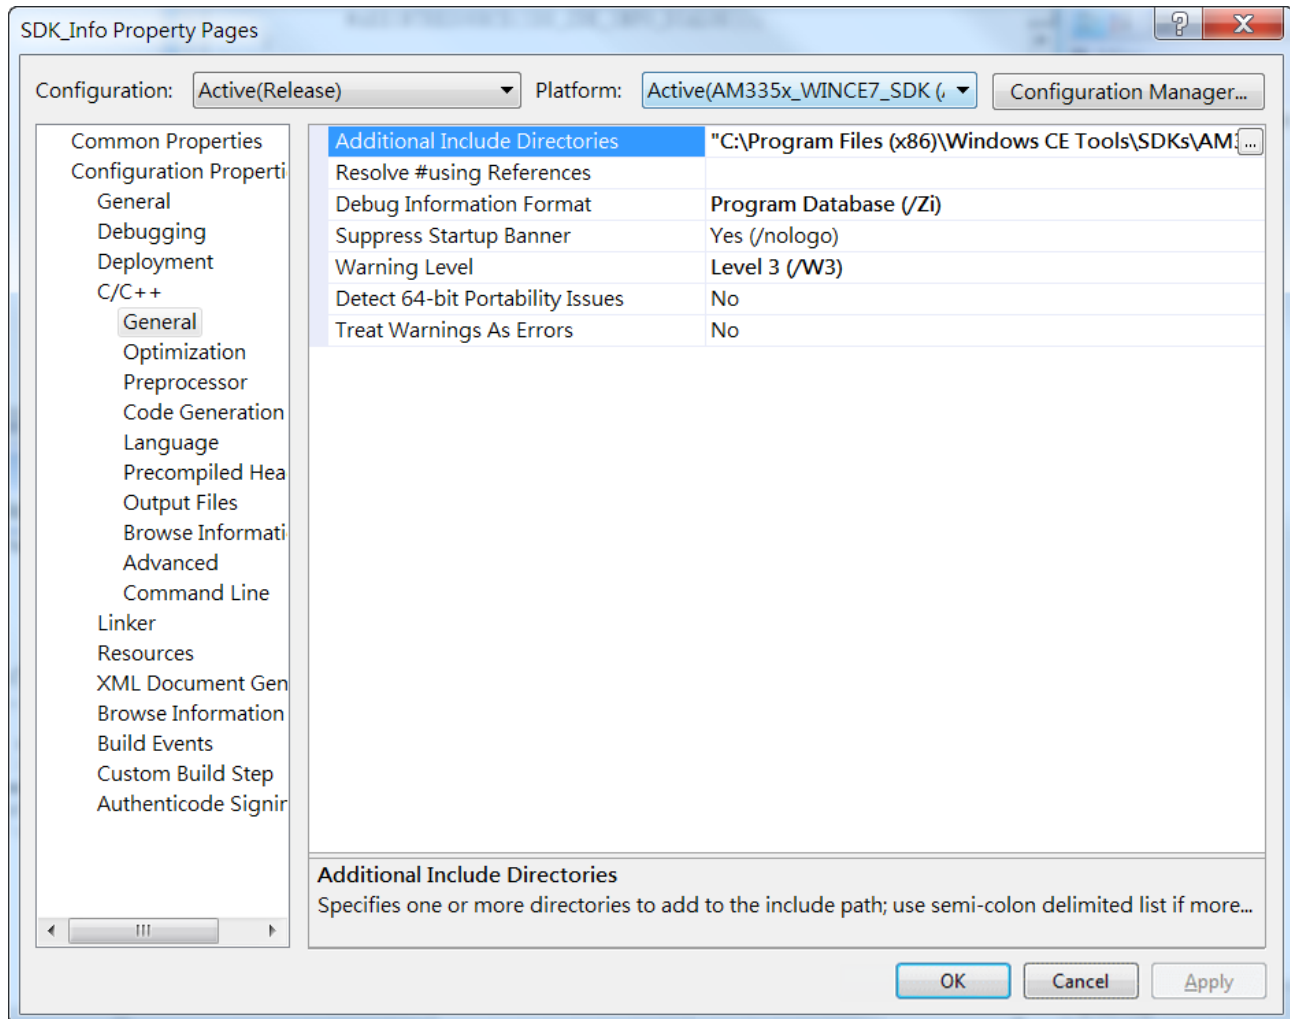 SDK_Info Property Pages
Configuration: Active(Release) Platform: Active(AM335x_WINCE7_SDK ( Configuration Manager...
Common Properties
Configuration Properti
General
Debugging
Deployment
C/C++
General
Optimization
Preprocessor
Code Generation
Language
Precompiled Hea
Output Files
Browse Informati
Advanced
Command Line
Linker
Resources
XML Document Gen
Browse Information
Build Events
Custom Build Step
Authenticode Signir
Additional Include Directories "C:\Program Files (x86)\Windows CE Tools\SDKs\AM3 ...
Resolve #using References
Debug Information Format Program Database (/Zi)
Suppress Startup Banner Yes (/nologo)
Warning Level Level 3 (/W3)
Detect 64-bit Portability Issues No
Treat Warnings As Errors No
Additional Include Directories
Specifies one or more directories to add to the include path; use semi-colon delimited list if more...
OK Cancel Apply